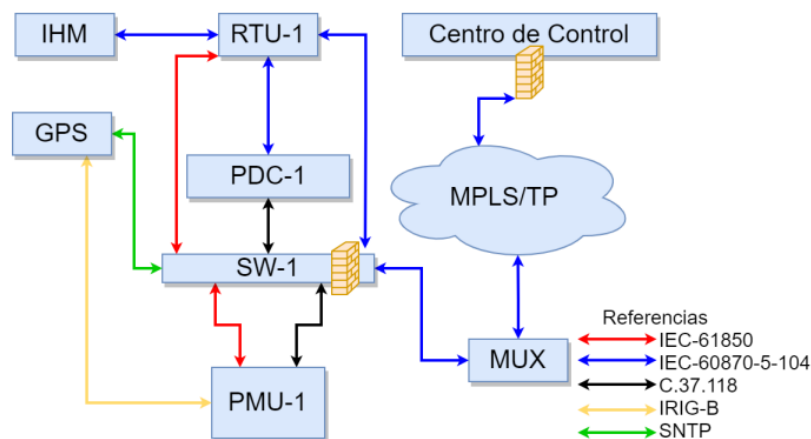 IHM
RTU-1
Centro de Control
GPS
PDC-1
MPLS/TP
SW-1
MUX
PMU-1
Referencias
IEC-61850
IEC-60870-5-104
C.37.118
IRIG-B
SNTP